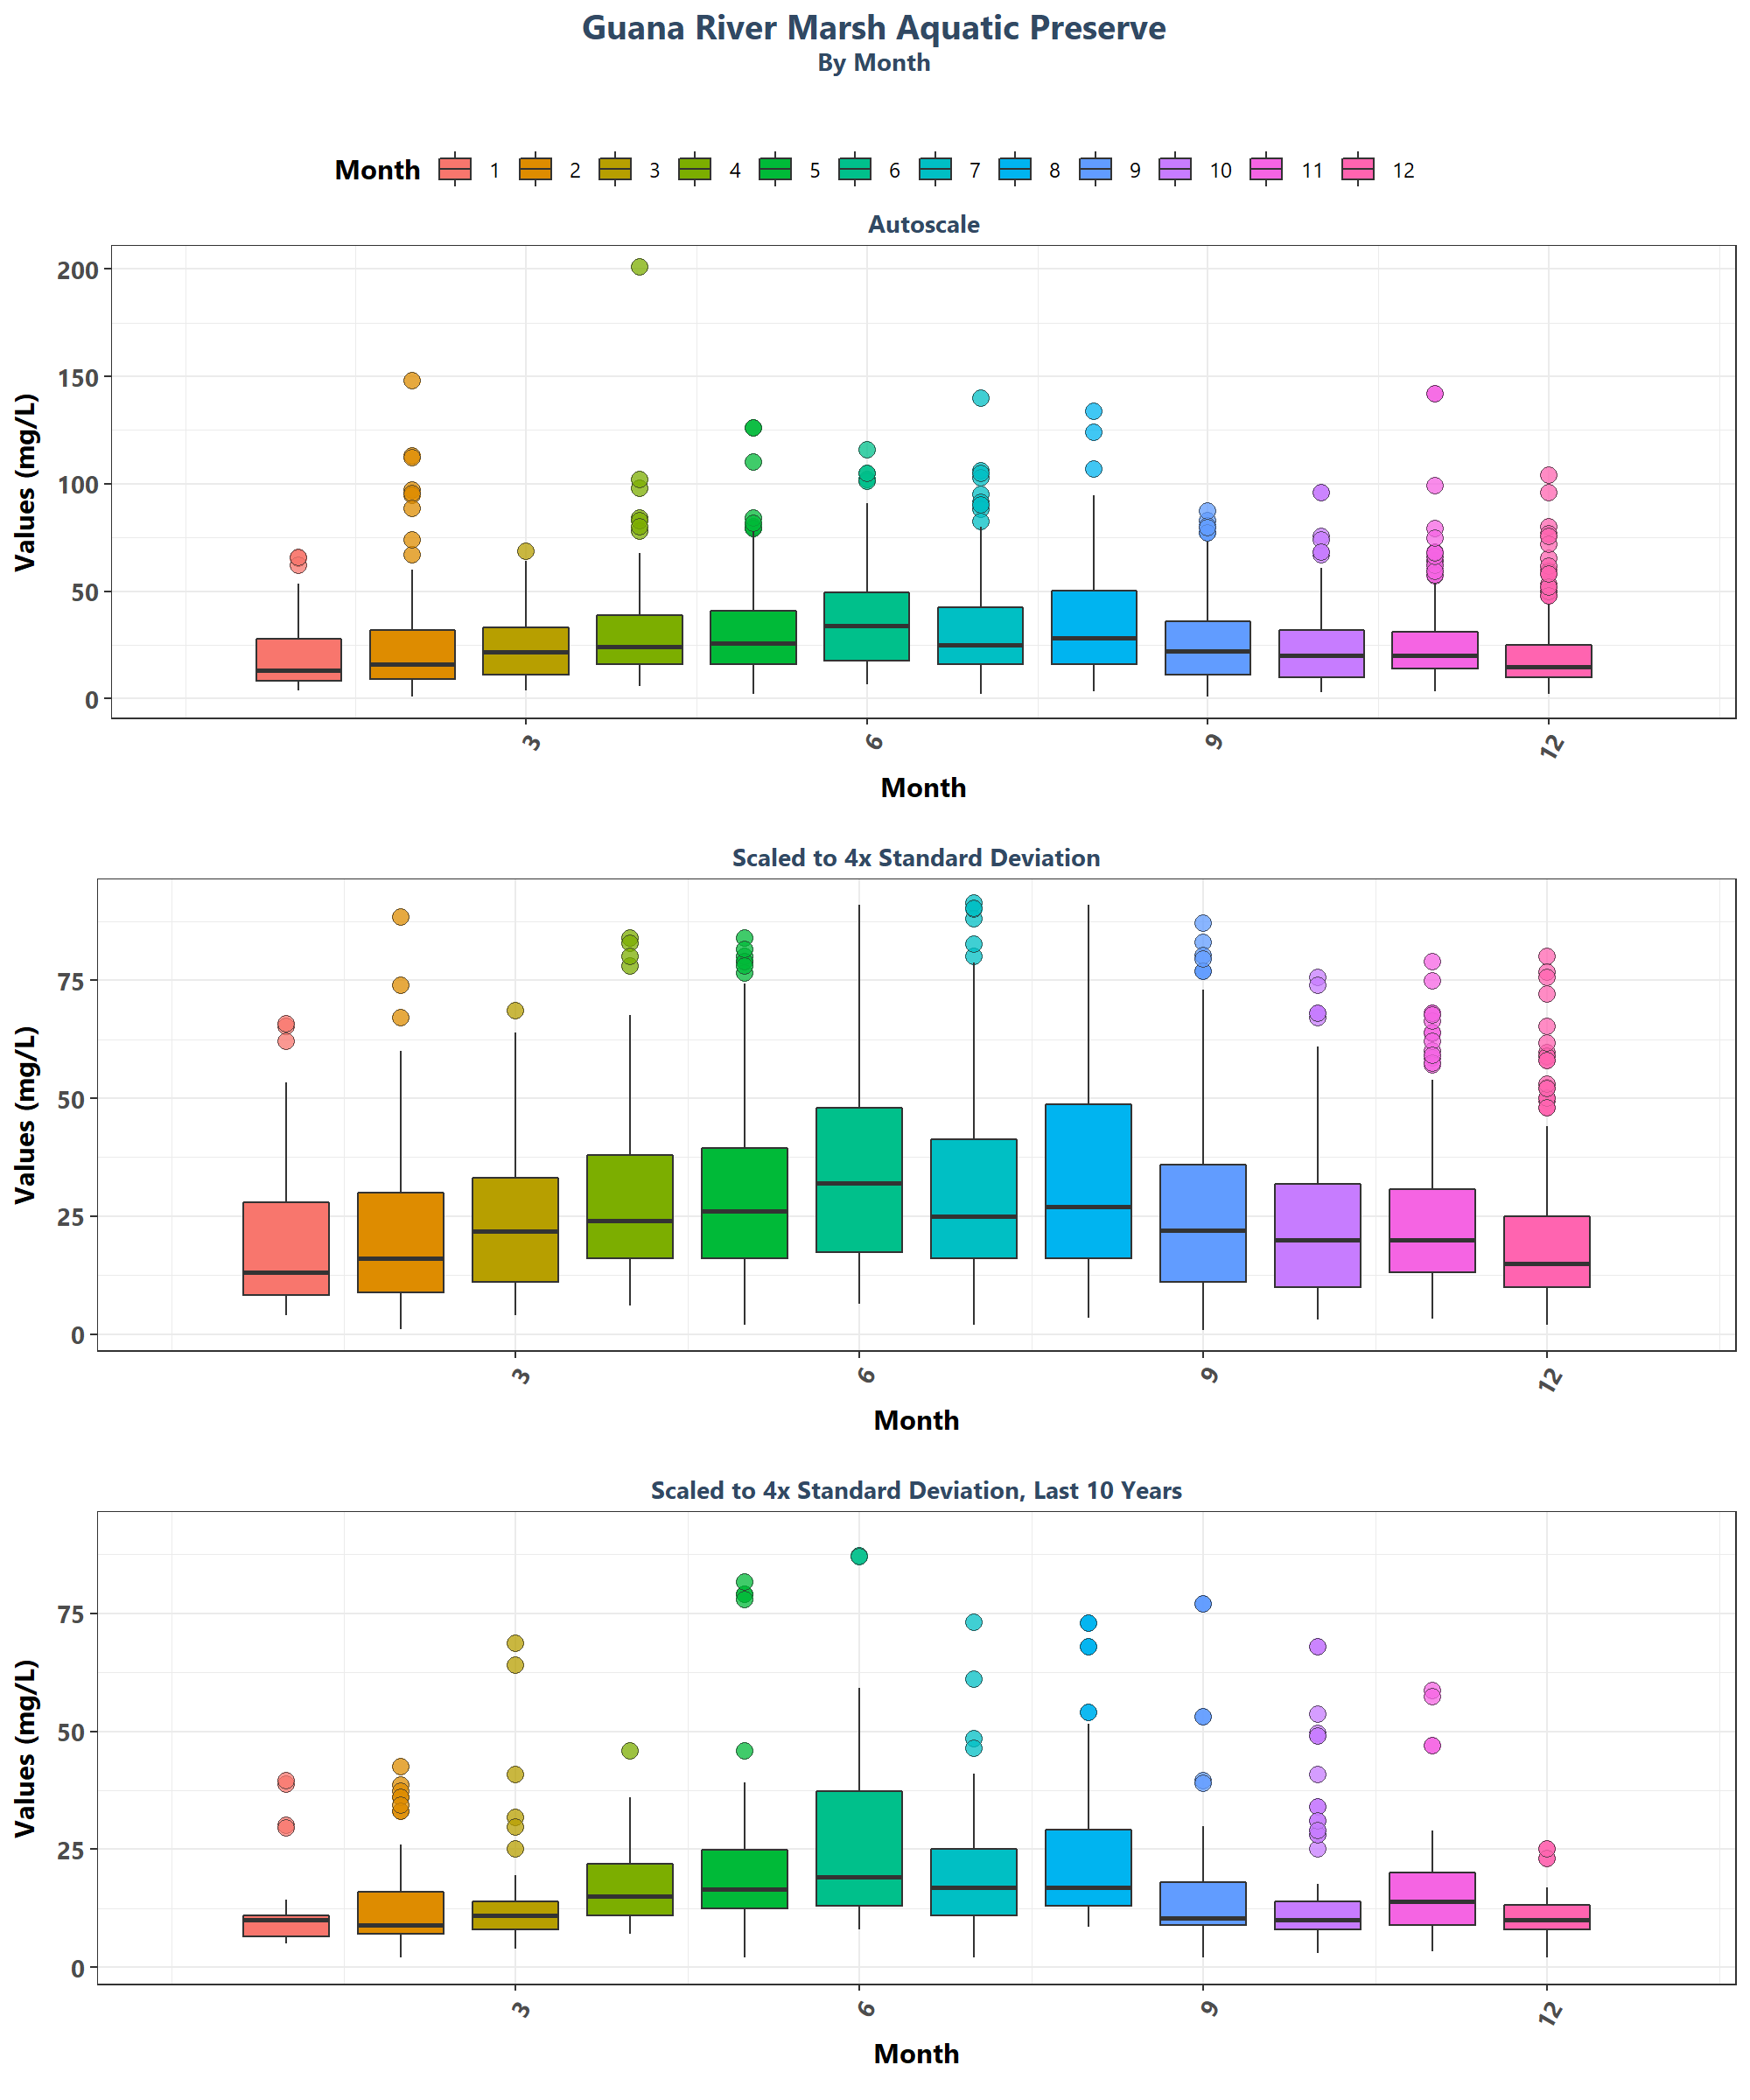 Guana River Marsh Aquatic Preserve
By Month
Month 1 2 3 4 5 6 7 8 9 10 11 12
Autoscale
Values (mg/L)
200
150
100
50
0
3 6 9 12
Month
Scaled to 4x Standard Deviation
Values (mg/L)
75
50
25
0
3 6 9 12
Month
Scaled to 4x Standard Deviation, Last 10 Years
Values (mg/L)
75
50
25
0
3 6 9 12
Month